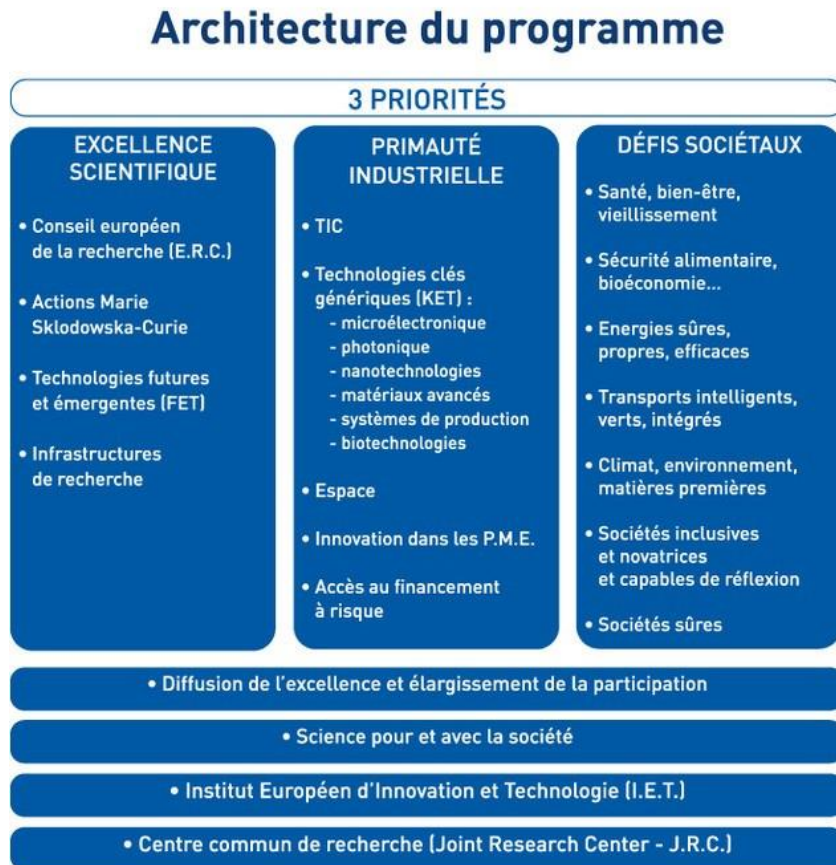 Architecture du programme
3 PRIORITÉS
EXCELLENCE
SCIENTIFIQUE
• Conseil européen
de la recherche (E.R.C.)
• Actions Marie
Sklodowska-Curie
• Technologies futures
et émergentes (FET)
• Infrastructures
de recherche
PRIMAUTÉ
INDUSTRIELLE
• TIC
• Technologies clés
génériques (KET) :
- microélectronique
- photonique
- nanotechnologies
- matériaux avancés
- systèmes de production
- biotechnologies
• Espace
• Innovation dans les P.M.E.
• Accès au financement
à risque
DÉFIS SOCIÉTAUX
• Santé, bien-être,
vieillissement
• Sécurité alimentaire,
bioéconomie...
• Energies sûres,
propres, efficaces
• Transports intelligents,
verts, intégrés
• Climat, environnement,
matières premières
• Sociétés inclusives
et novatrices
et capables de réflexion
• Sociétés sûres
• Diffusion de l'excellence et élargissement de la participation
• Science pour et avec la société
• Institut Européen d'Innovation et Technologie (I.E.T.)
• Centre commun de recherche (Joint Research Center - J.R.C.)